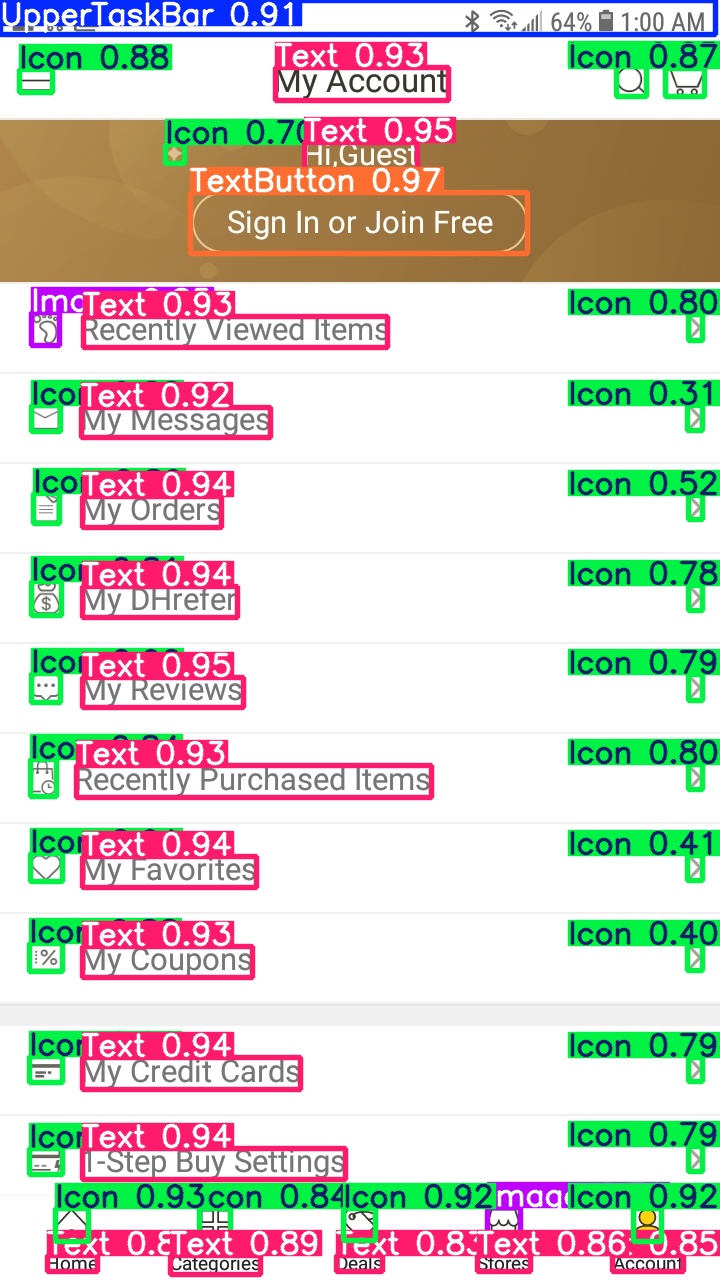 UpperTaskBar 0.91
64% 1:00 AM
Icon 0.88
Text 0.93
Icon 0.87
My Account
Icon 0.70
Text 0.95
Hi,Guest
TextButton 0.97
Sign In or Join Free
Text 0.93
Icon 0.80
Recently Viewed Items
Text 0.92
Icon 0.31
My Messages
Text 0.94
Icon 0.52
My Orders
Text 0.94
Icon 0.78
My DHrefer
Text 0.95
Icon 0.79
My Reviews
Text 0.93
Icon 0.80
Recently Purchased Items
Text 0.94
Icon 0.41
My Favorites
Text 0.93
Icon 0.40
%
My Coupons
Text 0.94
Icon 0.79
My Credit Cards
Text 0.94
Icon 0.79
1-Step Buy Settings
Icon 0.93 Icon 0.84 Icon 0.92 Icon 0.92
Text Text 0.89 Text Text 0.86 0.85
Home Categories Deals Stores Account